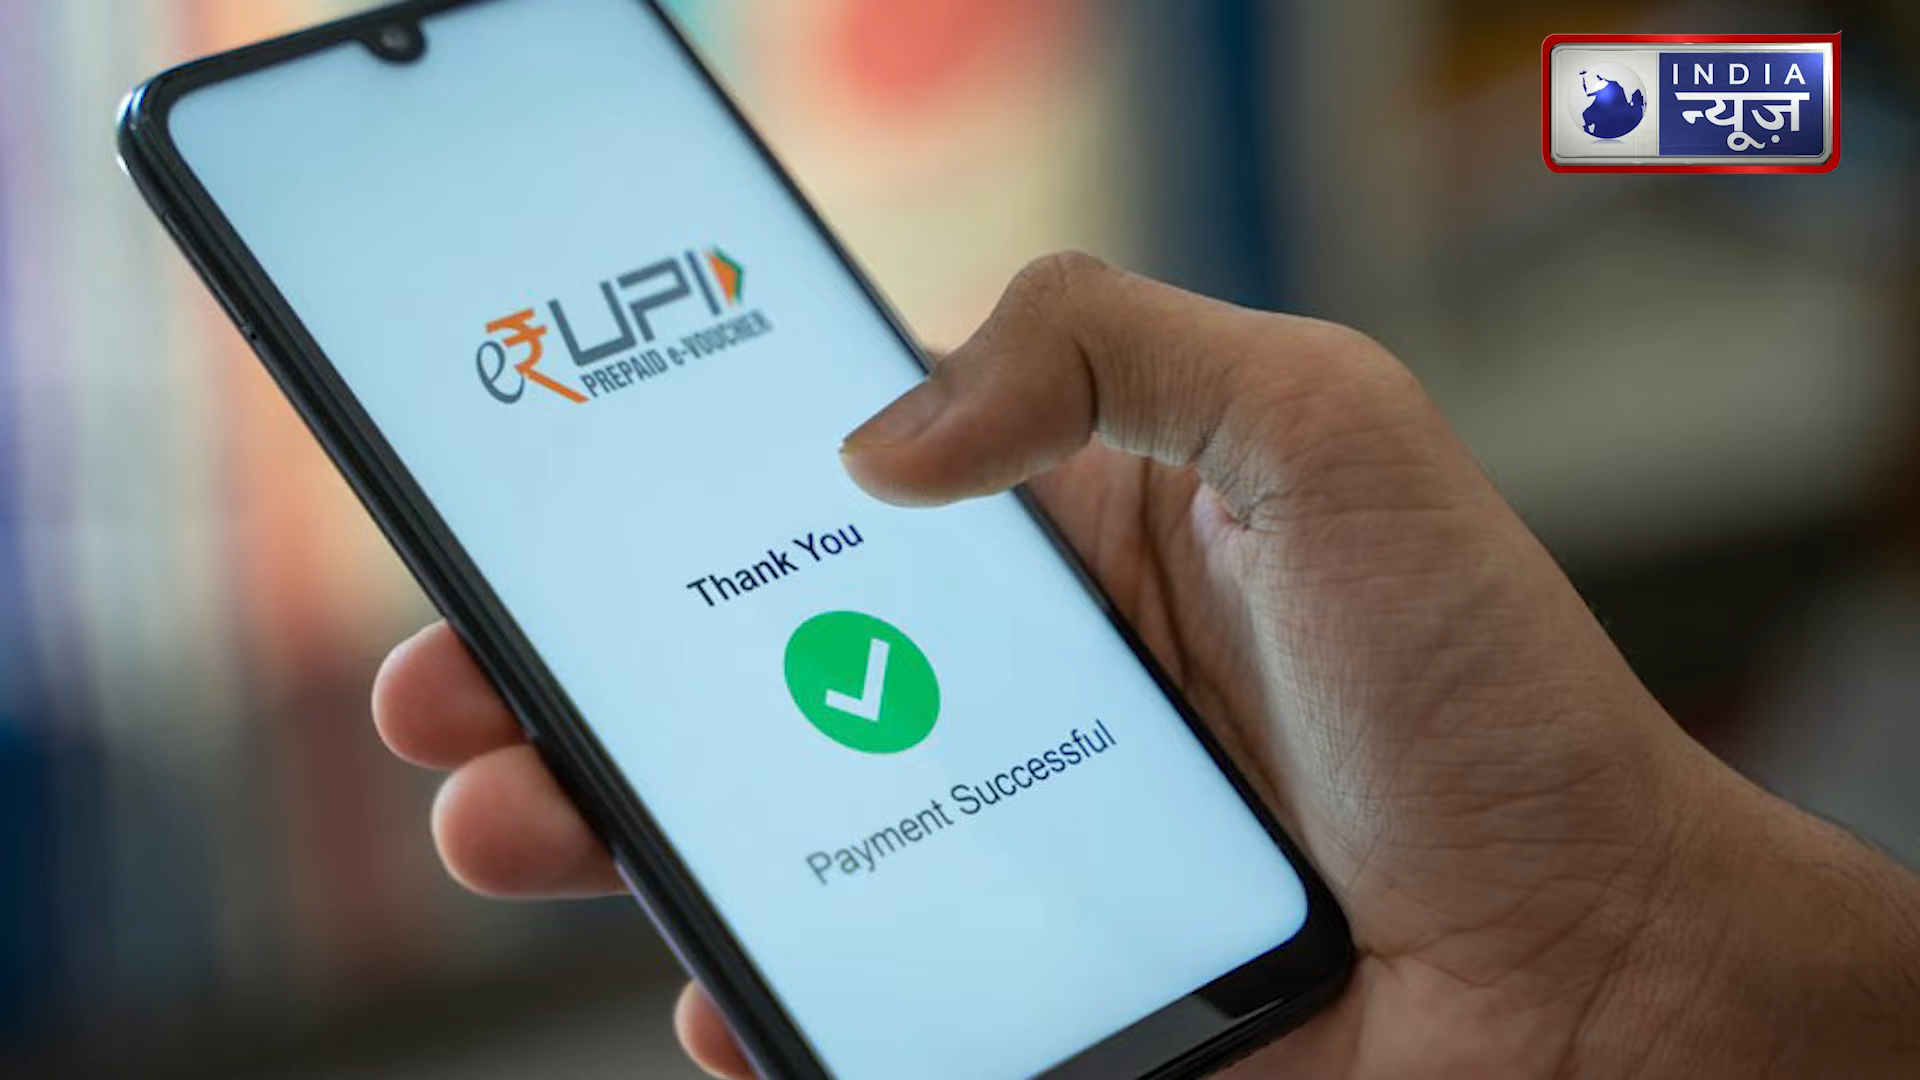 INDIA
न्यूज़
e₹UPI
PREPAID e-VOUCHER
Thank You
Payment Successful